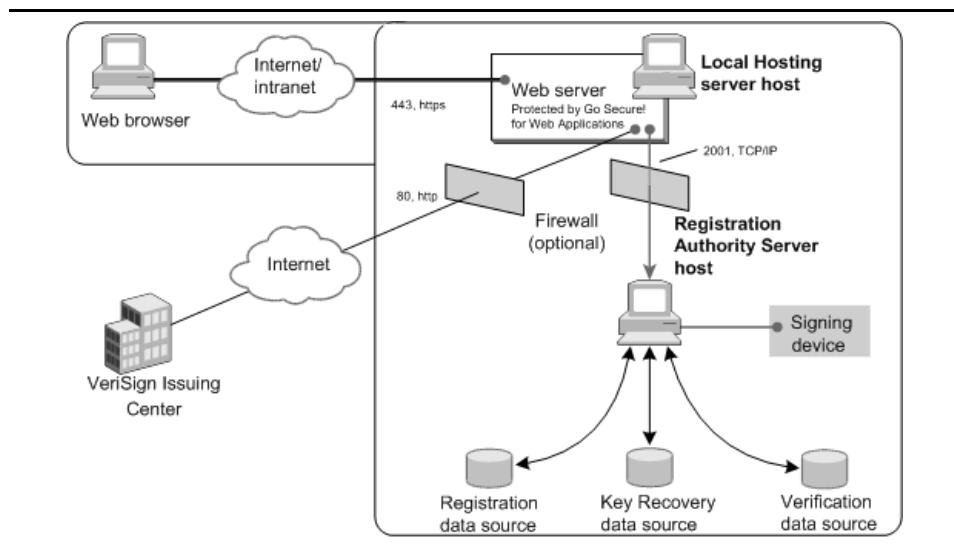 Internet/
intranet
Web browser
443, https
Web server
Protected by Go Secure!
for Web Applications
Local Hosting
server host
2001, TCP/IP
80, http
Firewall
(optional)
Registration
Authority Server
host
Internet
Signing
device
VeriSign Issuing
Center
Registration
data source
Key Recovery
data source
Verification
data source